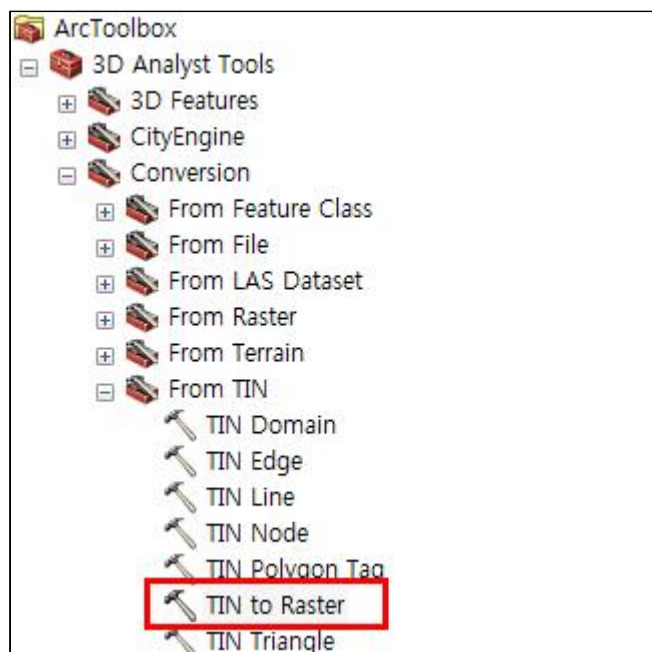 ArcToolbox
3D Analyst Tools
3D Features
CityEngine
Conversion
From Feature Class
From File
From LAS Dataset
From Raster
From Terrain
From TIN
TIN Domain
TIN Edge
TIN Line
TIN Node
TIN Polygon Tag
TIN to Raster
TIN Triangle